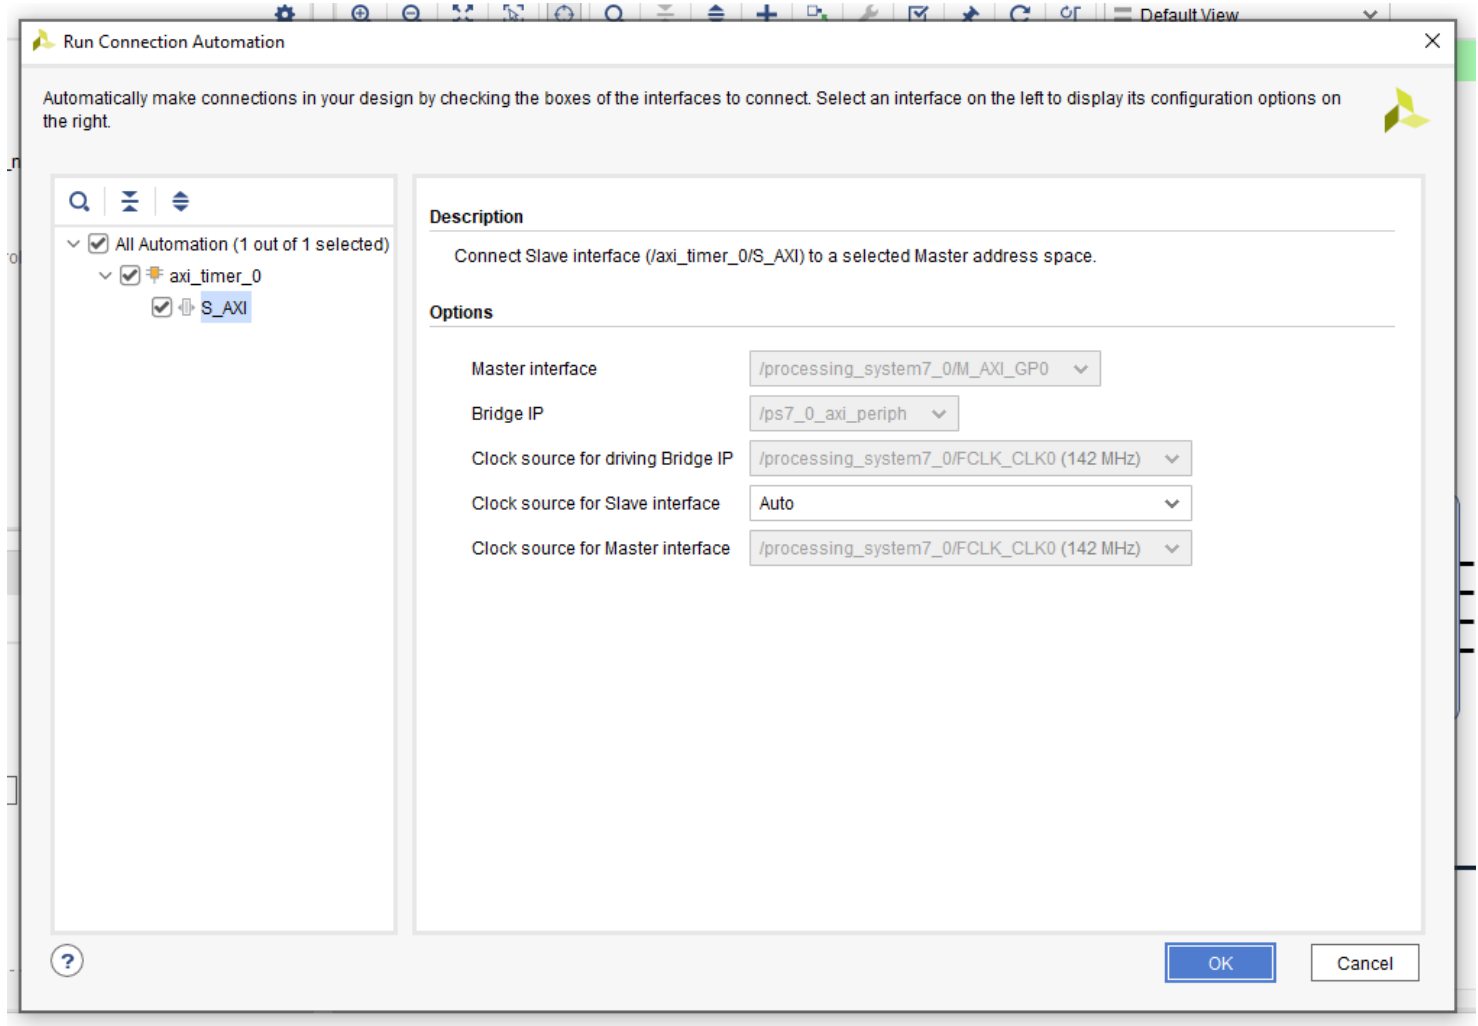 Default View
Run Connection Automation
Automatically make connections in your design by checking the boxes of the interfaces to connect. Select an interface on the left to display its configuration options on
the right.
All Automation (1 out of 1 selected)
axi_timer_0
S_AXI
Description
Connect Slave interface (/axi_timer_0/S_AXI) to a selected Master address space.
Options
Master interface /processing_system7_0/M_AXI_GP0
Bridge IP /ps7_0_axi_periph
Clock source for driving Bridge IP /processing_system7_0/FCLK_CLK0 (142 MHz)
Clock source for Slave interface Auto
Clock source for Master interface /processing_system7_0/FCLK_CLK0 (142 MHz)
? OK Cancel